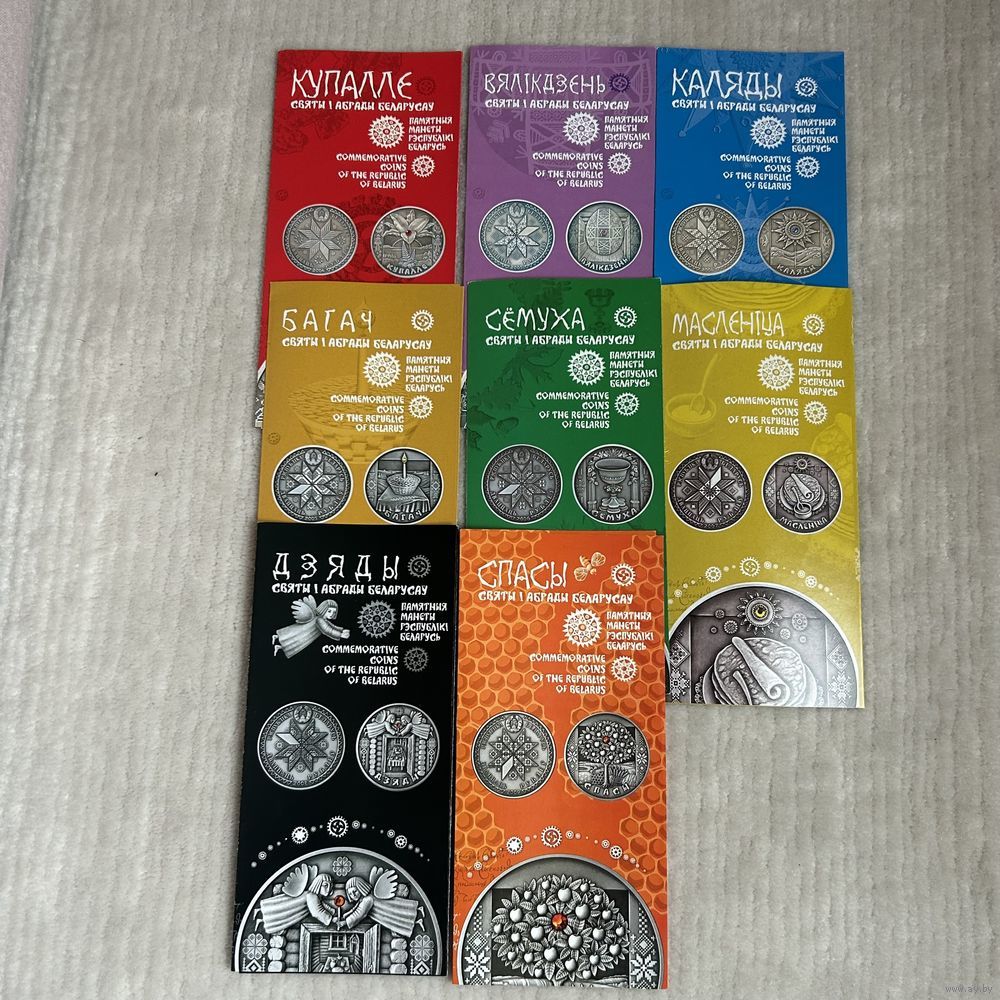 КУПАЛЛЕ
СВЯТЫ І АБРАДЫ БЕЛАРУСАЎ
ПАМЯТНЫЯ
МАНЕТЫ
РЭСПУБЛІКІ
БЕЛАРУСЬ
COMMEMORATIVE
COINS
OF THE REPUBLIC
OF BELARUS
КУПАЛЛЕ
ВЯЛІКДЗЕНЬ
СВЯТЫ І АБРАДЫ БЕЛАРУСАЎ
ПАМЯТНЫЯ
МАНЕТЫ
РЭСПУБЛІКІ
БЕЛАРУСЬ
COMMEMORATIVE
COINS
OF THE REPUBLIC
OF BELARUS
ВЯЛІКДЗЕНЬ
КАЛЯДЫ
СВЯТЫ І АБРАДЫ БЕЛАРУСАЎ
ПАМЯТНЫЯ
МАНЕТЫ
РЭСПУБЛІКІ
БЕЛАРУСЬ
COMMEMORATIVE
COINS
OF THE REPUBLIC
OF BELARUS
КАЛЯДЫ
БАГАЧ
СВЯТЫ І АБРАДЫ БЕЛАРУСАЎ
ПАМЯТНЫЯ
МАНЕТЫ
РЭСПУБЛІКІ
БЕЛАРУСЬ
COMMEMORATIVE
COINS
OF THE REPUBLIC
OF BELARUS
БАГАЧ
СЁМУХА
СВЯТЫ І АБРАДЫ БЕЛАРУСАЎ
ПАМЯТНЫЯ
МАНЕТЫ
РЭСПУБЛІКІ
БЕЛАРУСЬ
COMMEMORATIVE
COINS
OF THE REPUBLIC
OF BELARUS
СЁМУХА
МАСЛЕНІЦА
СВЯТЫ І АБРАДЫ БЕЛАРУСАЎ
ПАМЯТНЫЯ
МАНЕТЫ
РЭСПУБЛІКІ
БЕЛАРУСЬ
COMMEMORATIVE
COINS
OF THE REPUBLIC
OF BELARUS
МАСЛЕНІЦА
ДЗЯДЫ
СВЯТЫ І АБРАДЫ БЕЛАРУСАЎ
ПАМЯТНЫЯ
МАНЕТЫ
РЭСПУБЛІКІ
БЕЛАРУСЬ
COMMEMORATIVE
COINS
OF THE REPUBLIC
OF BELARUS
ДЗЯДЫ
СПАСЫ
СВЯТЫ І АБРАДЫ БЕЛАРУСАЎ
ПАМЯТНЫЯ
МАНЕТЫ
РЭСПУБЛІКІ
БЕЛАРУСЬ
COMMEMORATIVE
COINS
OF THE REPUBLIC
OF BELARUS
СПАСЫ
www.ay.by